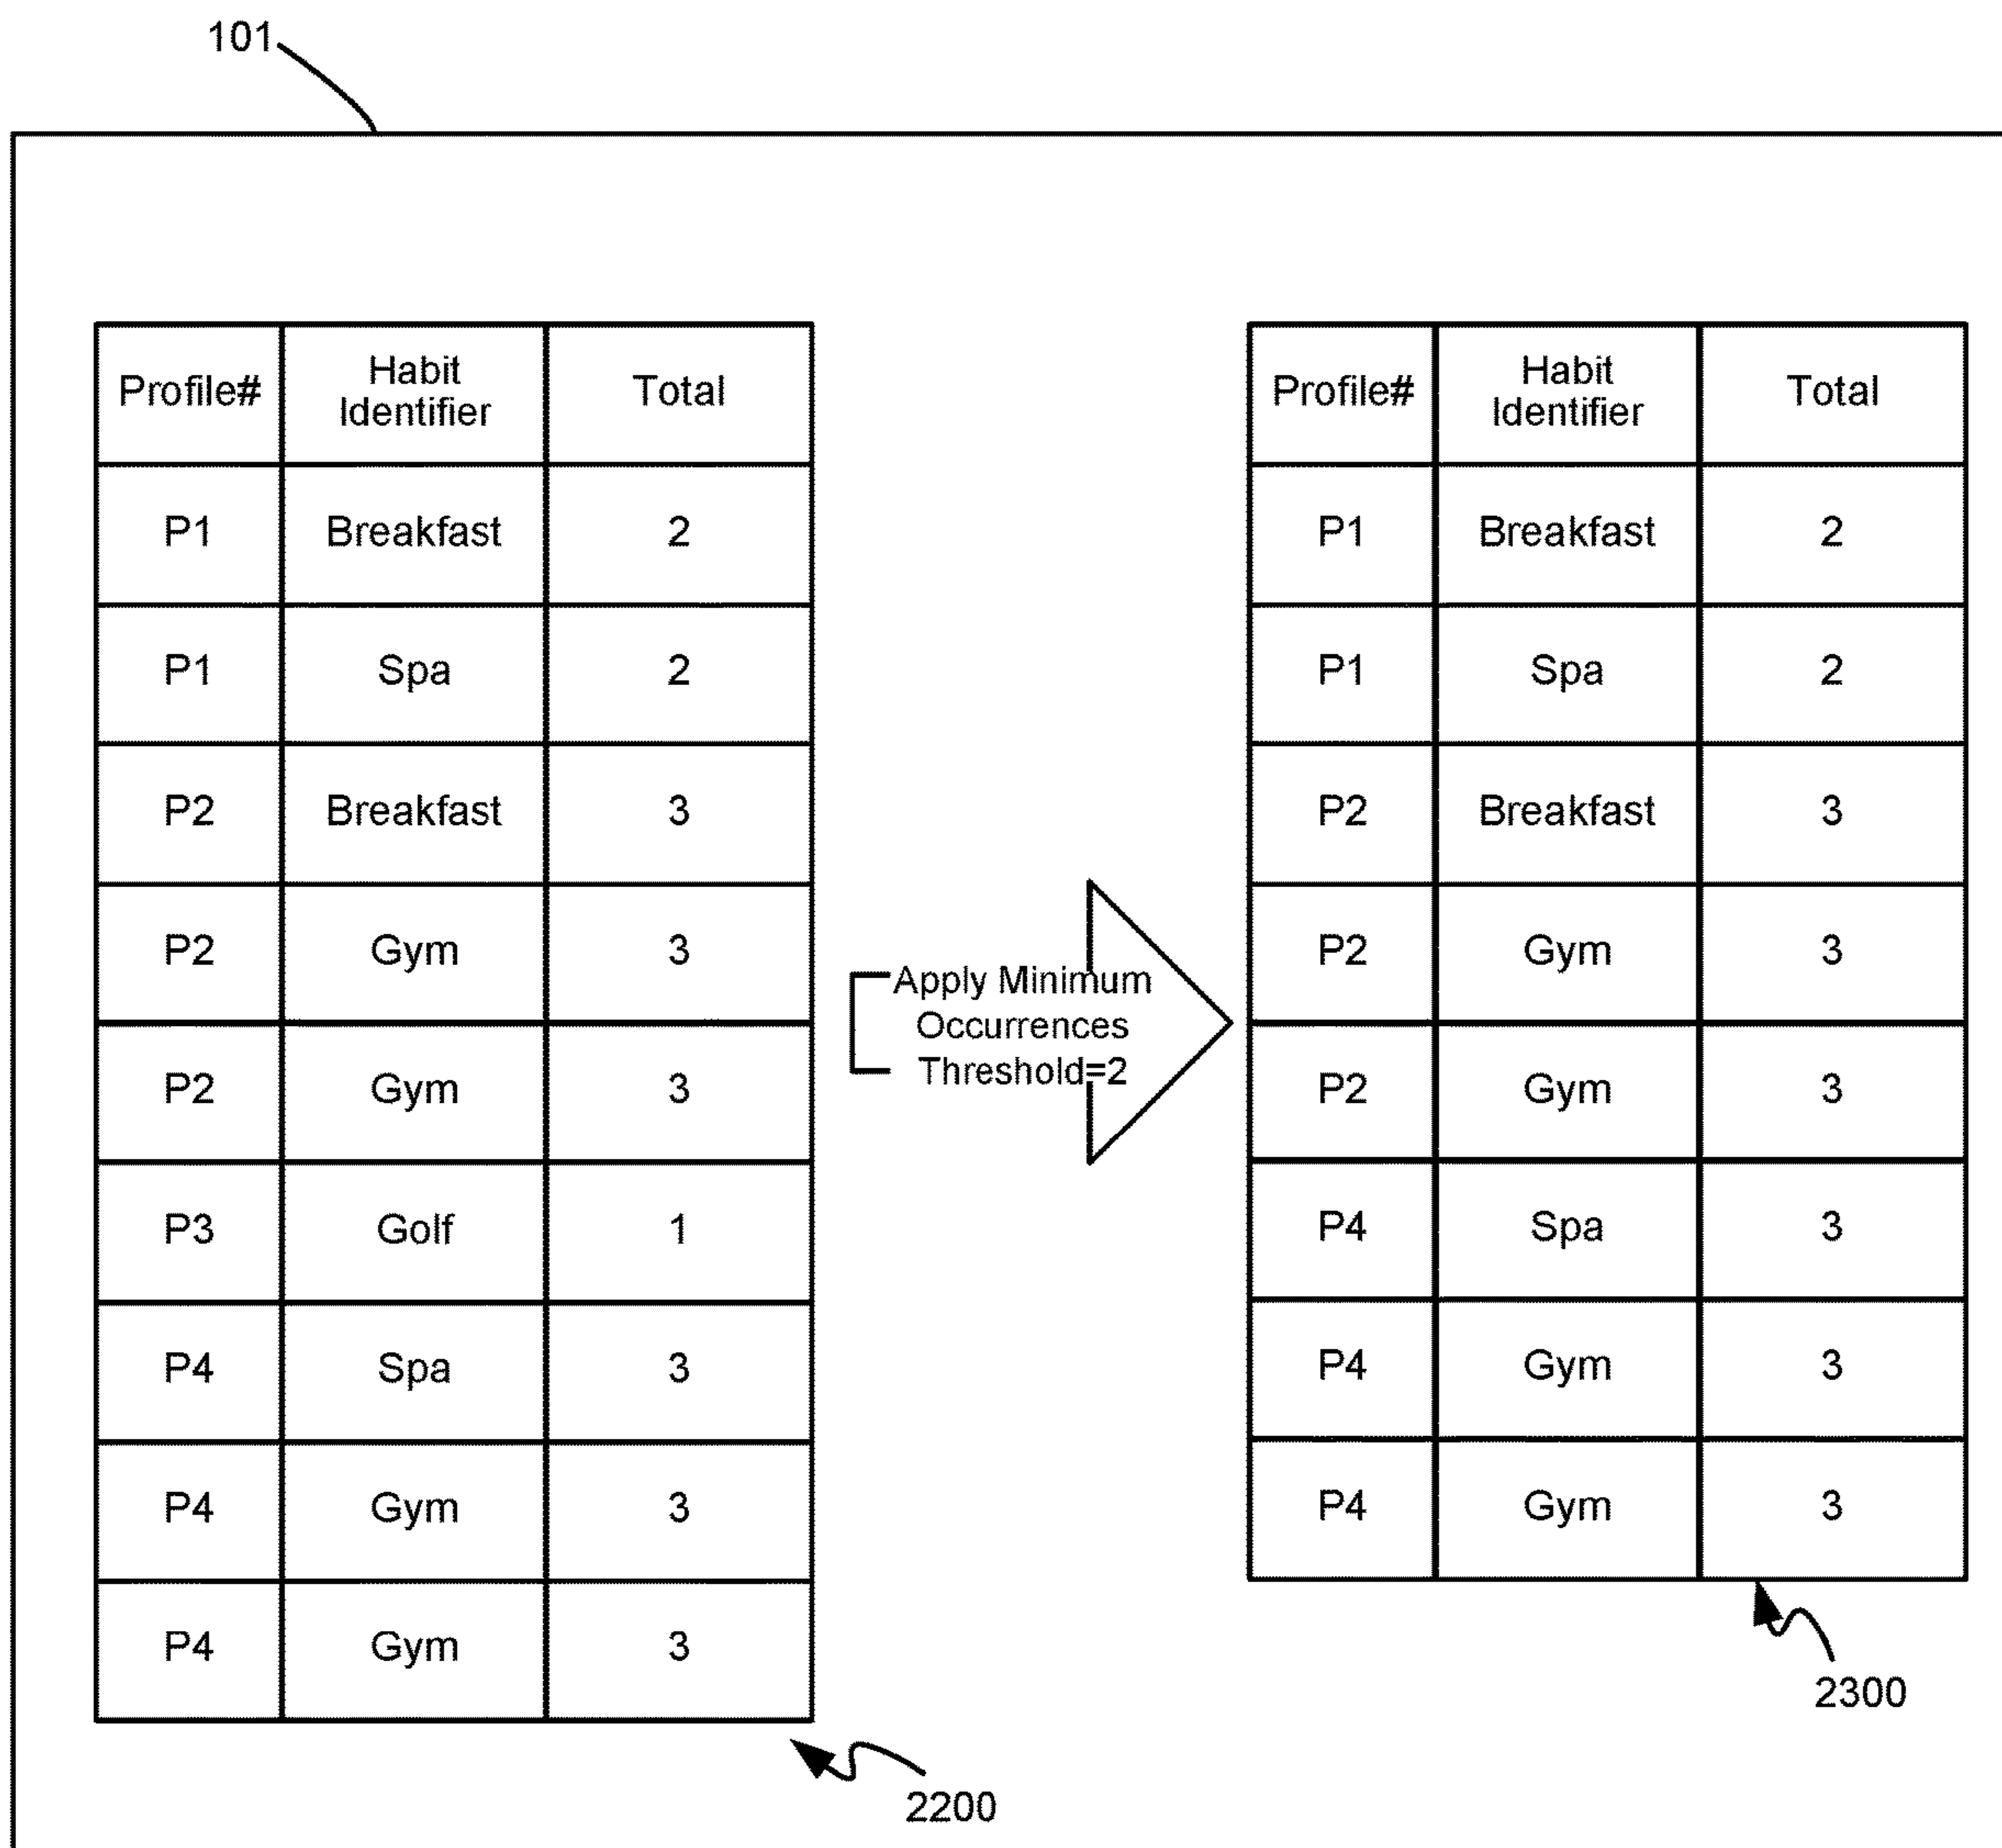 101
Profile# Habit Identifier Total
P1 Breakfast 2
P1 Spa 2
P2 Breakfast 3
P2 Gym 3
P2 Gym 3
P3 Golf 1
P4 Spa 3
P4 Gym 3
P4 Gym 3
2200
Apply Minimum
Occurrences
Threshold=2
Profile# Habit Identifier Total
P1 Breakfast 2
P1 Spa 2
P2 Breakfast 3
P2 Gym 3
P2 Gym 3
P4 Spa 3
P4 Gym 3
P4 Gym 3
2300